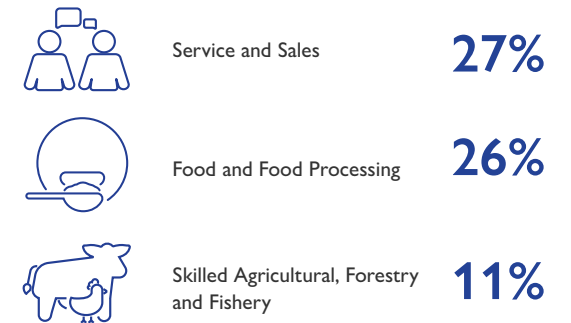 Service and Sales
27%
Food and Food Processing
26%
Skilled Agricultural, Forestry
and Fishery
11%